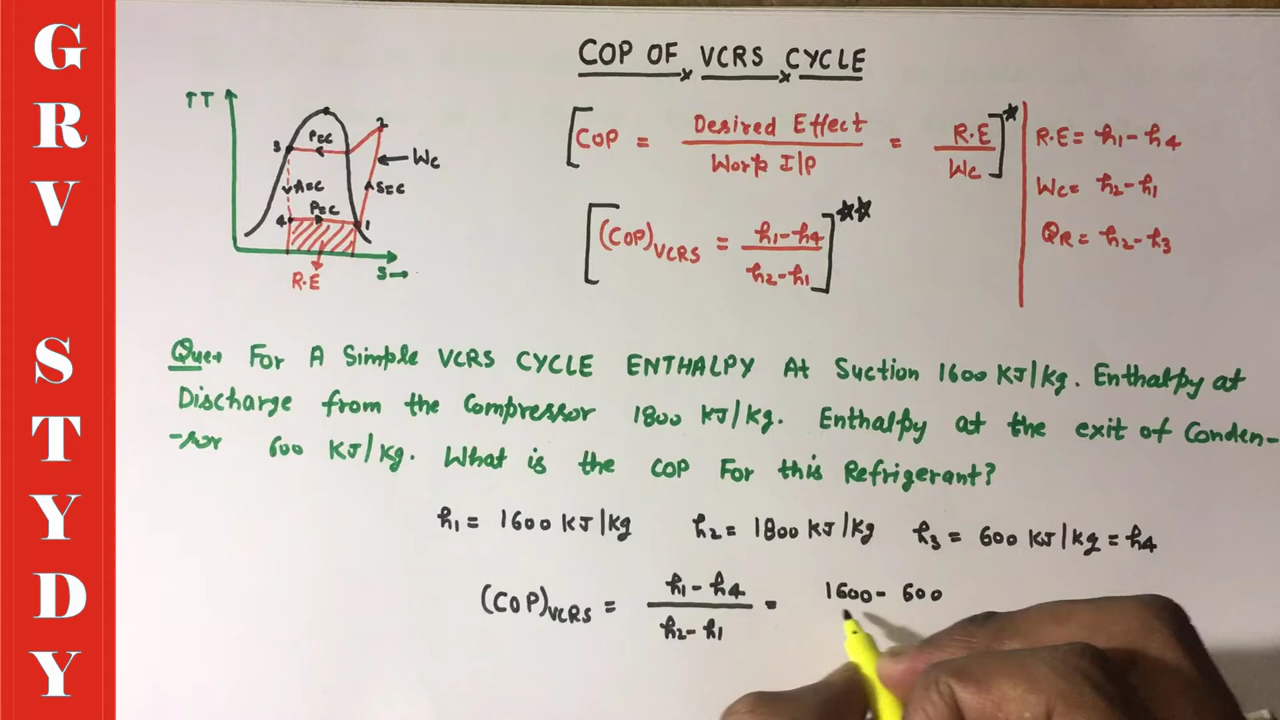 GRV STYDY
COP OF VCRS CYCLE
↑T
2
3
PEC
← Wc
AEC
SEC
PEC
4
1
S→
R.E
[COP = Desired Effect / Work I/P = R.E / Wc]*
R.E = h1-h4
Wc = h2-h1
QR = h2-h3
[(COP)VCRS = h1-h4 / h2-h1]**
Que. For A Simple VCRS CYCLE ENTHALPY At Suction 1600 KJ/kg. Enthalpy at
Discharge from the Compressor 1800 KJ/kg. Enthalpy at the exit of Conden-
-sor 600 KJ/kg. What is the COP For this Refrigerant?
h1 = 1600 KJ/kg h2 = 1800 KJ/kg h3 = 600 KJ/kg = h4
(COP)VCRS = h1-h4 / h2-h1 = 1600 - 600